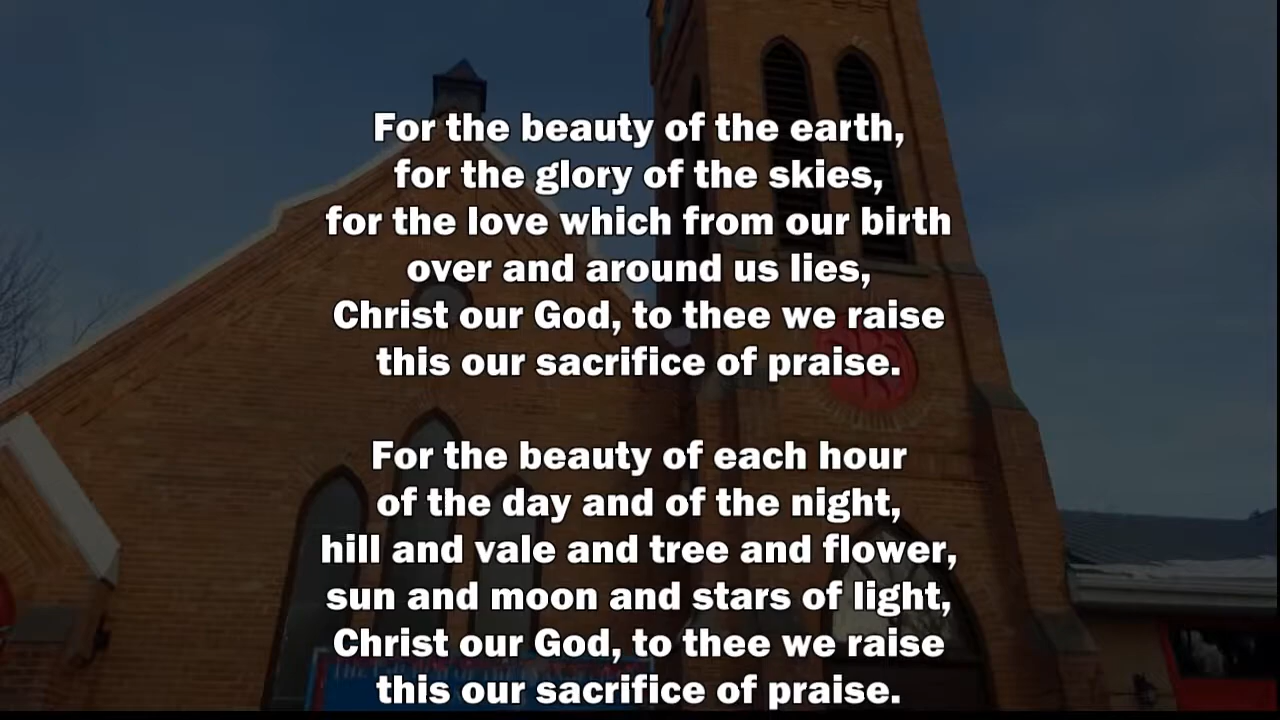 For the beauty of the earth,
for the glory of the skies,
for the love which from our birth
over and around us lies,
Christ our God, to thee we raise
this our sacrifice of praise.
For the beauty of each hour
of the day and of the night,
hill and vale and tree and flower,
sun and moon and stars of light,
Christ our God, to thee we raise
this our sacrifice of praise.